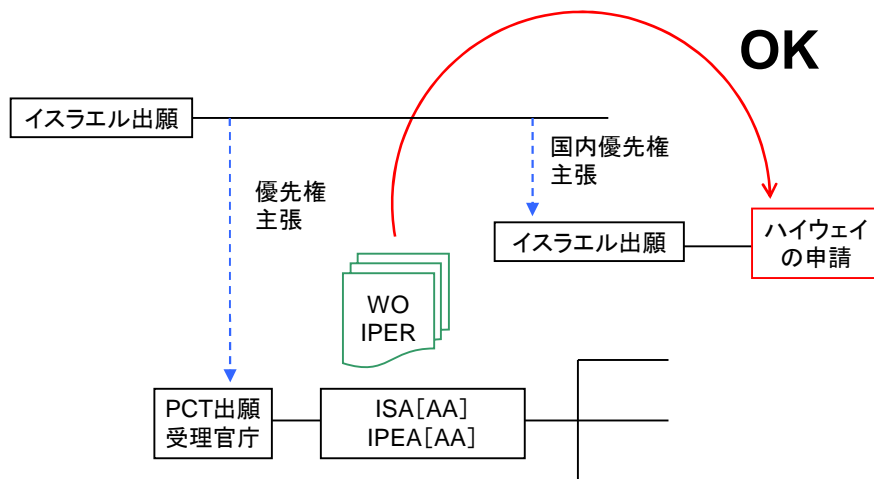 OK
イスラエル出願
国内優先権
主張
優先権
主張
イスラエル出願
ハイウェイ
の申請
WO
IPER
PCT出願
受理官庁
ISA[AA]
IPEA[AA]